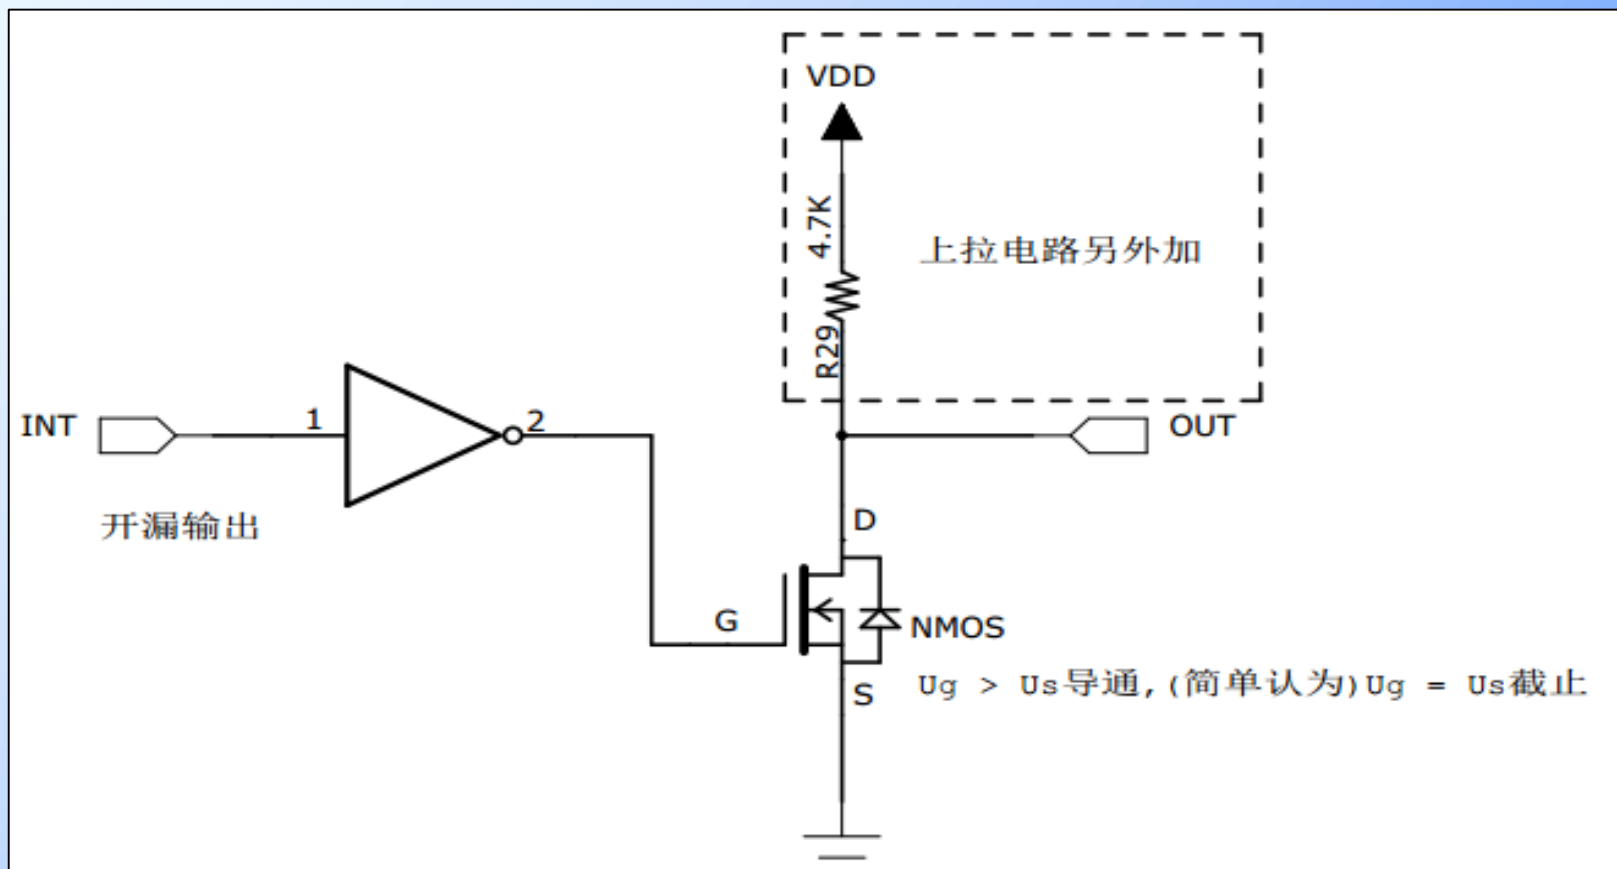 VDD
4.7K
上拉电路另外加
R29
INT
1
2
OUT
开漏输出
D
G
NMOS
S
Ug > Us导通,(简单认为)Ug = Us截止